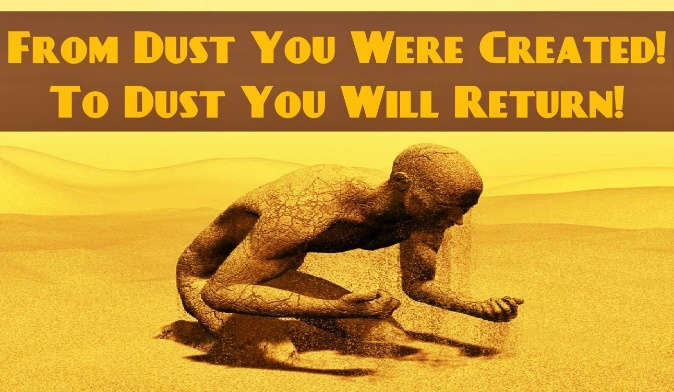 From Dust You Were Created!
To Dust You Will Return!